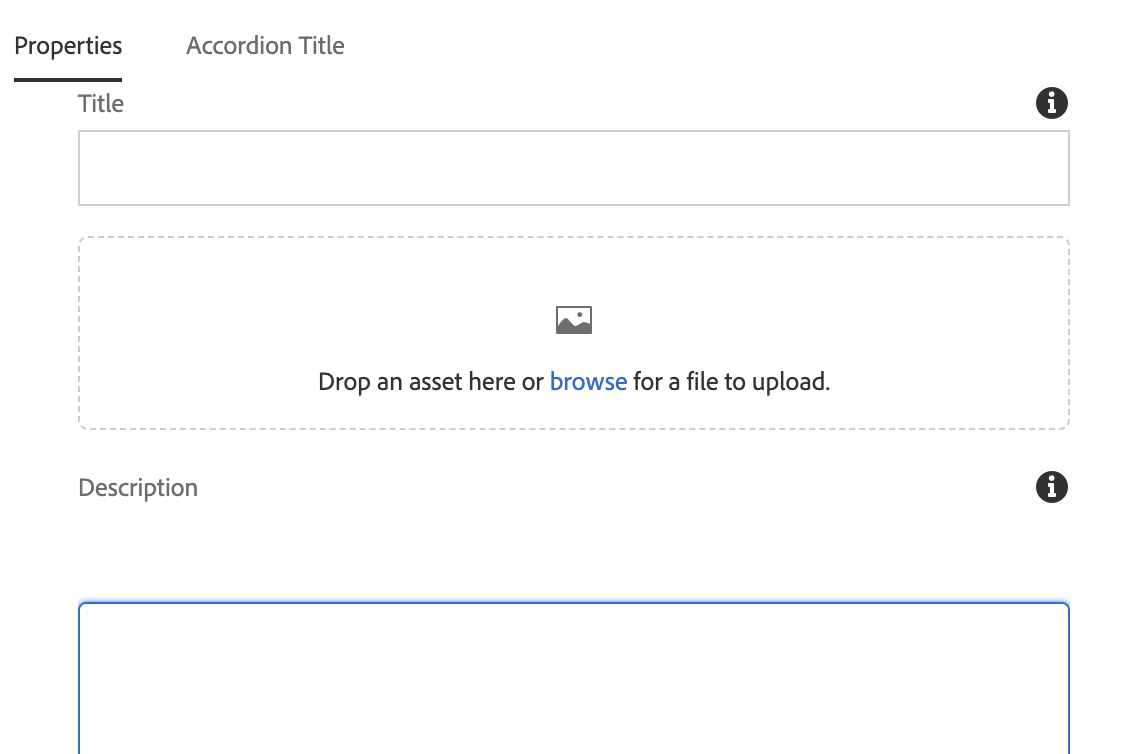 Properties Accordion Title
Title
Drop an asset here or browse for a file to upload.
Description